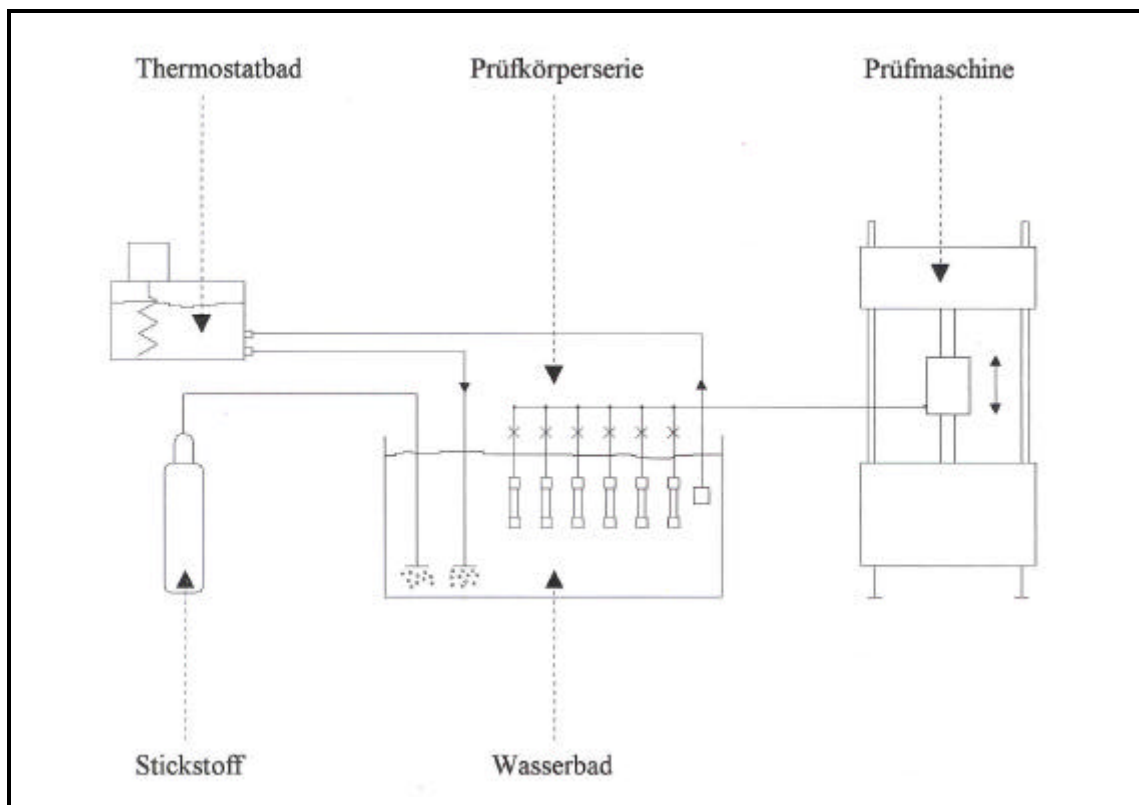 Thermostatbad
Prüfkörperserie
Prüfmaschine
Stickstoff
Wasserbad